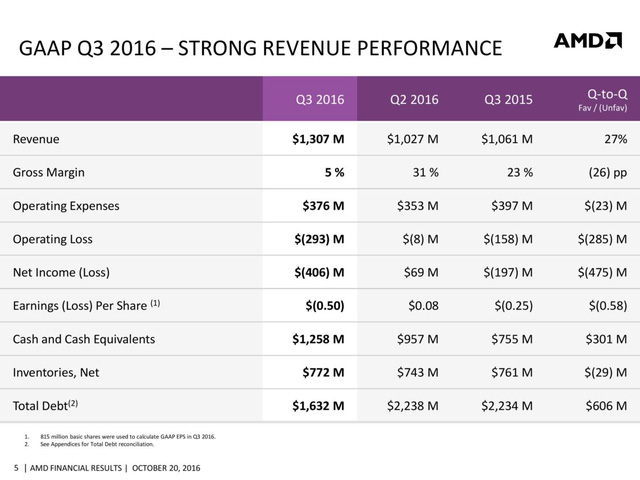 GAAP Q3 2016 – STRONG REVENUE PERFORMANCE
AMD
Q3 2016 Q2 2016 Q3 2015 Q-to-Q
Fav / (Unfav)
Revenue $1,307 M $1,027 M $1,061 M 27%
Gross Margin 5 % 31 % 23 % (26) pp
Operating Expenses $376 M $353 M $397 M $(23) M
Operating Loss $(293) M $(8) M $(158) M $(285) M
Net Income (Loss) $(406) M $69 M $(197) M $(475) M
Earnings (Loss) Per Share (1) $(0.50) $0.08 $(0.25) $(0.58)
Cash and Cash Equivalents $1,258 M $957 M $755 M $301 M
Inventories, Net $772 M $743 M $761 M $(29) M
Total Debt(2) $1,632 M $2,238 M $2,234 M $606 M
1. 815 million basic shares were used to calculate GAAP EPS in Q3 2016.
2. See Appendices for Total Debt reconciliation.
5 | AMD FINANCIAL RESULTS | OCTOBER 20, 2016